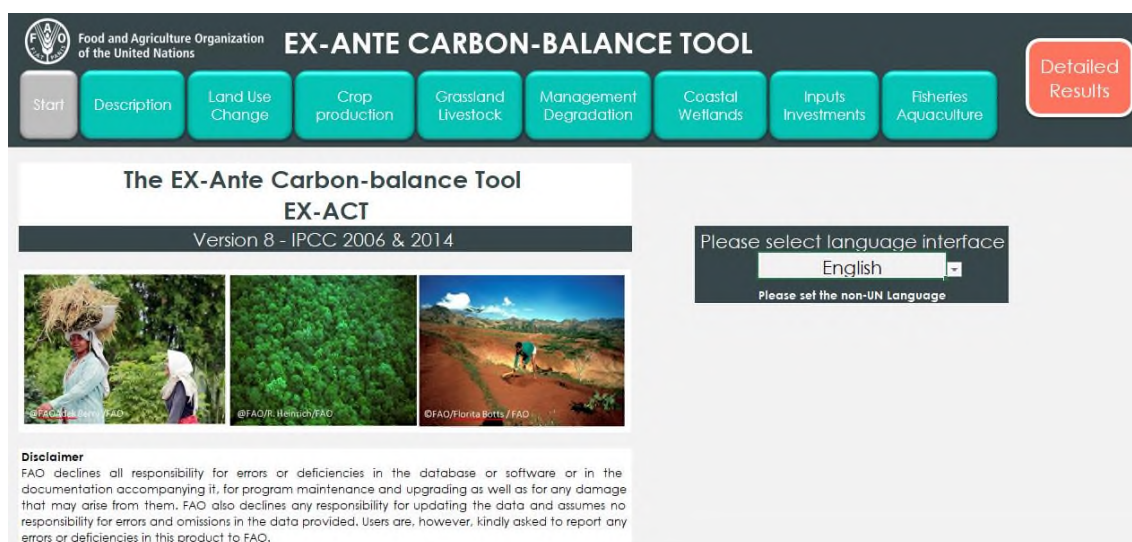 Food and Agriculture Organization
of the United Nations
EX-ANTE CARBON-BALANCE TOOL
Start
Description
Land Use
Change
Crop
production
Grassland
Livestock
Management
Degradation
Coastal
Wetlands
Inputs
Investments
Fisheries
Aquaculture
Detailed
Results
The EX-Ante Carbon-balance Tool
EX-ACT
Version 8 - IPCC 2006 & 2014
Please select language interface
English
Please set the non-UN Language
©FAO/Florita Botts / FAO
Disclaimer
FAO declines all responsibility for errors or deficiencies in the database or software or in the
documentation accompanying it, for program maintenance and upgrading as well as for any damage
that may arise from them. FAO also declines any responsibility for updating the data and assumes no
responsibility for errors and omissions in the data provided. Users are, however, kindly asked to report any
errors or deficiencies in this product to FAO.